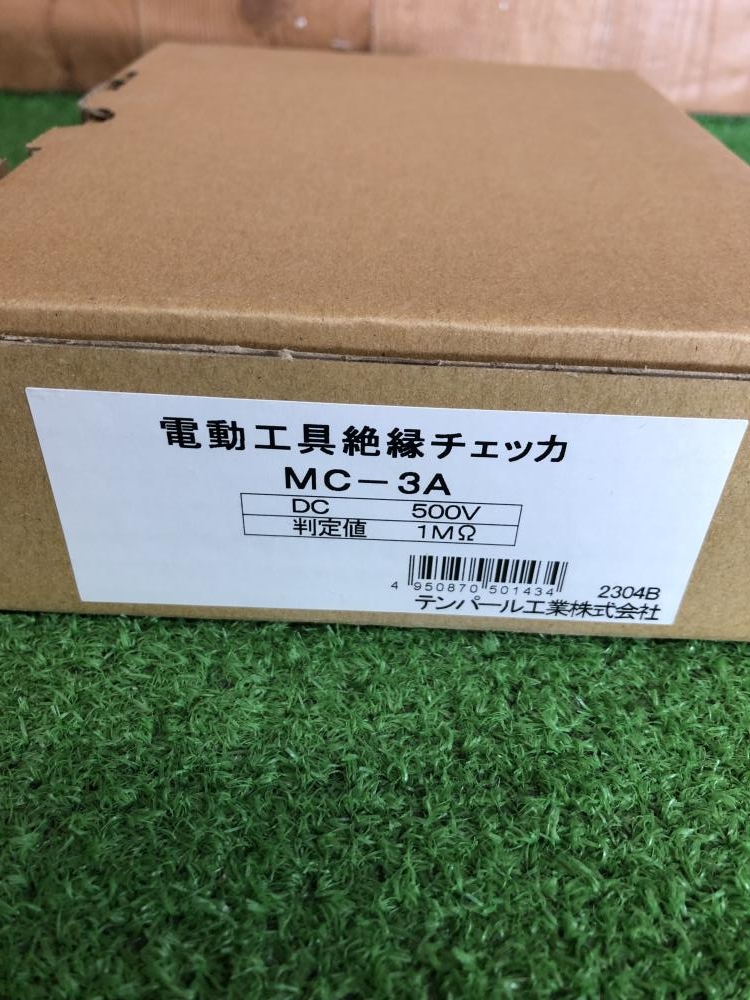 電動工具絶縁チェッカ
MC－3A
DC 500V
判定値 1MΩ
4 950870 501434
2304B
テンパール工業株式会社